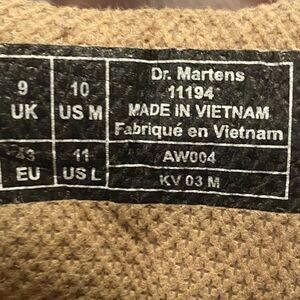 9
UK
10
US M
43
EU
11
US L
Dr. Martens
11194
MADE IN VIETNAM
Fabriqué en Vietnam
AW004
KV 03 M